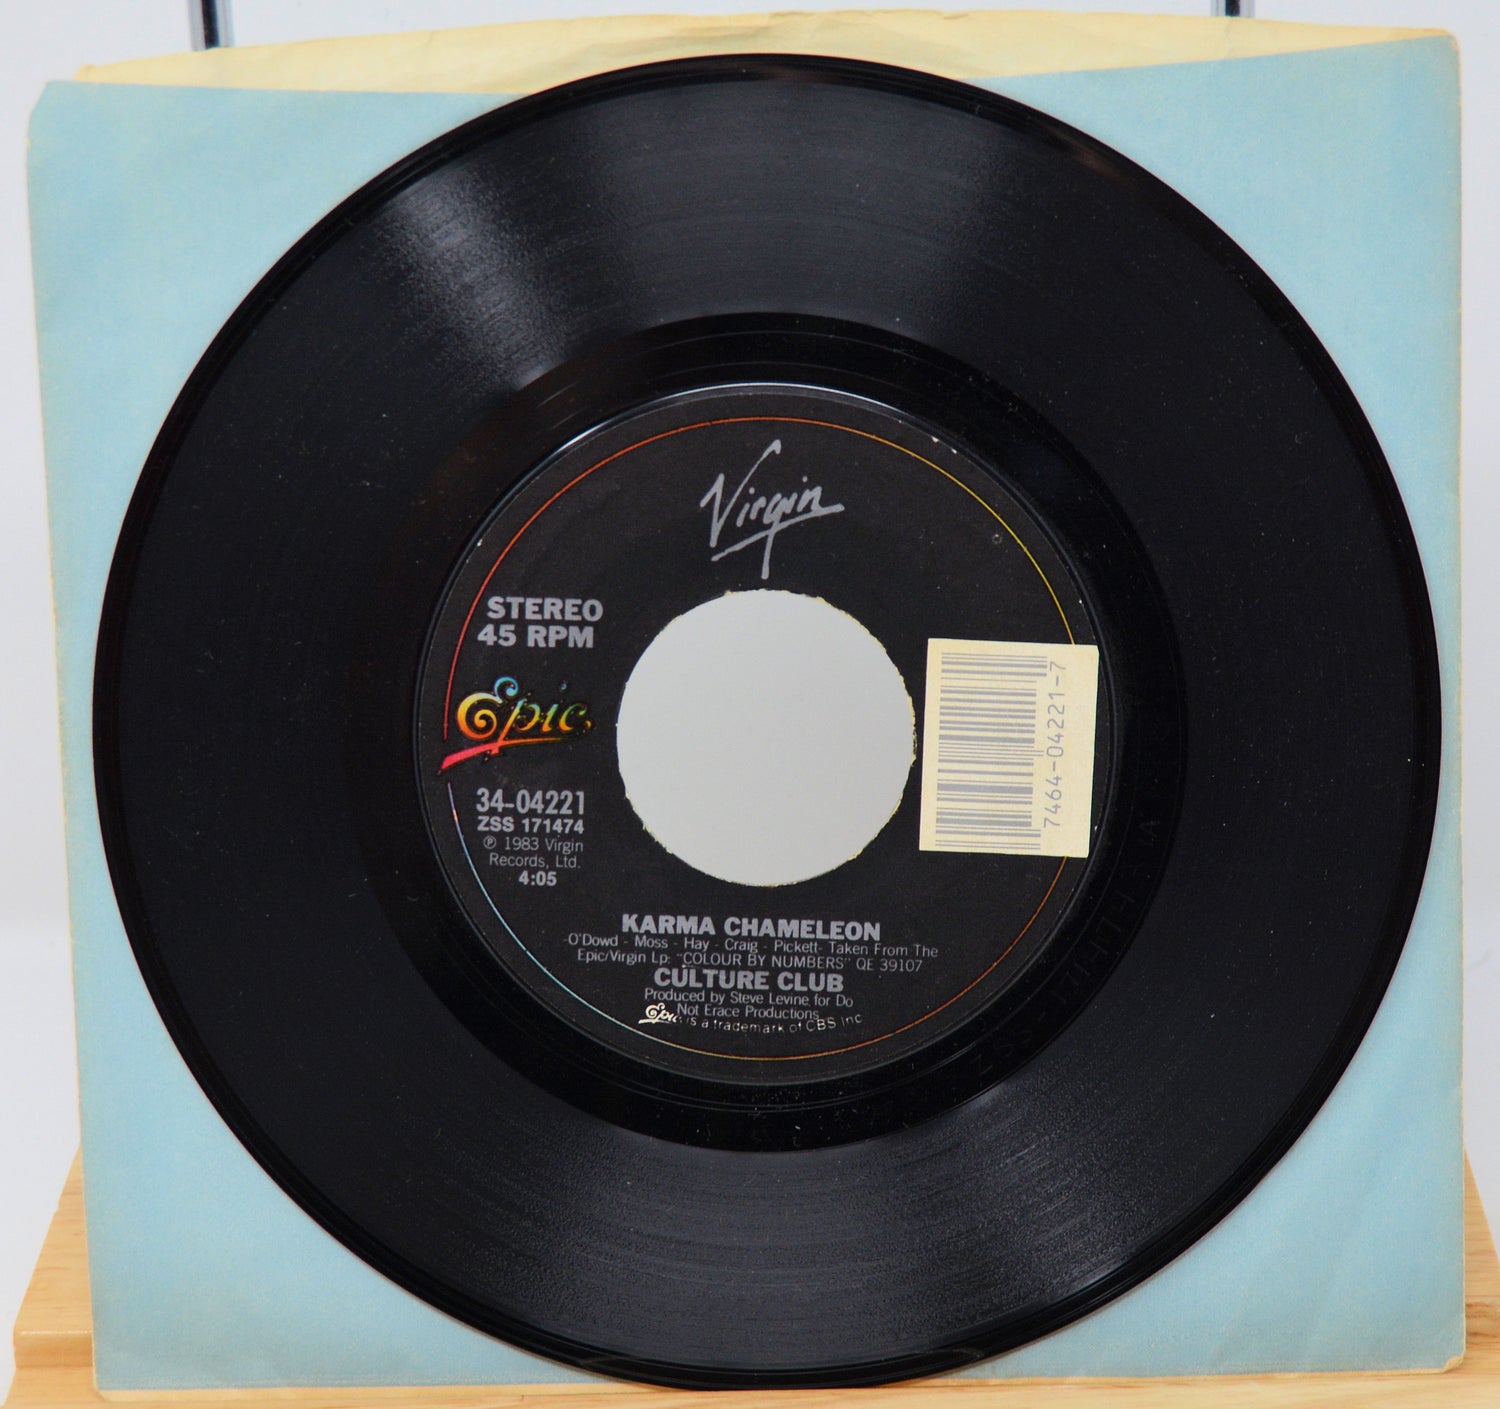 Virgin
STEREO
45 RPM
Epic
34-04221
ZSS 171474
℗ 1983 Virgin
Records, Ltd.
4:05
7464-04221-7
KARMA CHAMELEON
-O'Dowd - Moss - Hay - Craig - Pickett- Taken From The
Epic/Virgin Lp: "COLOUR BY NUMBERS" QE 39107
CULTURE CLUB
Produced by Steve Levine for Do
Not Erace Productions
Epic is a trademark of CBS Inc